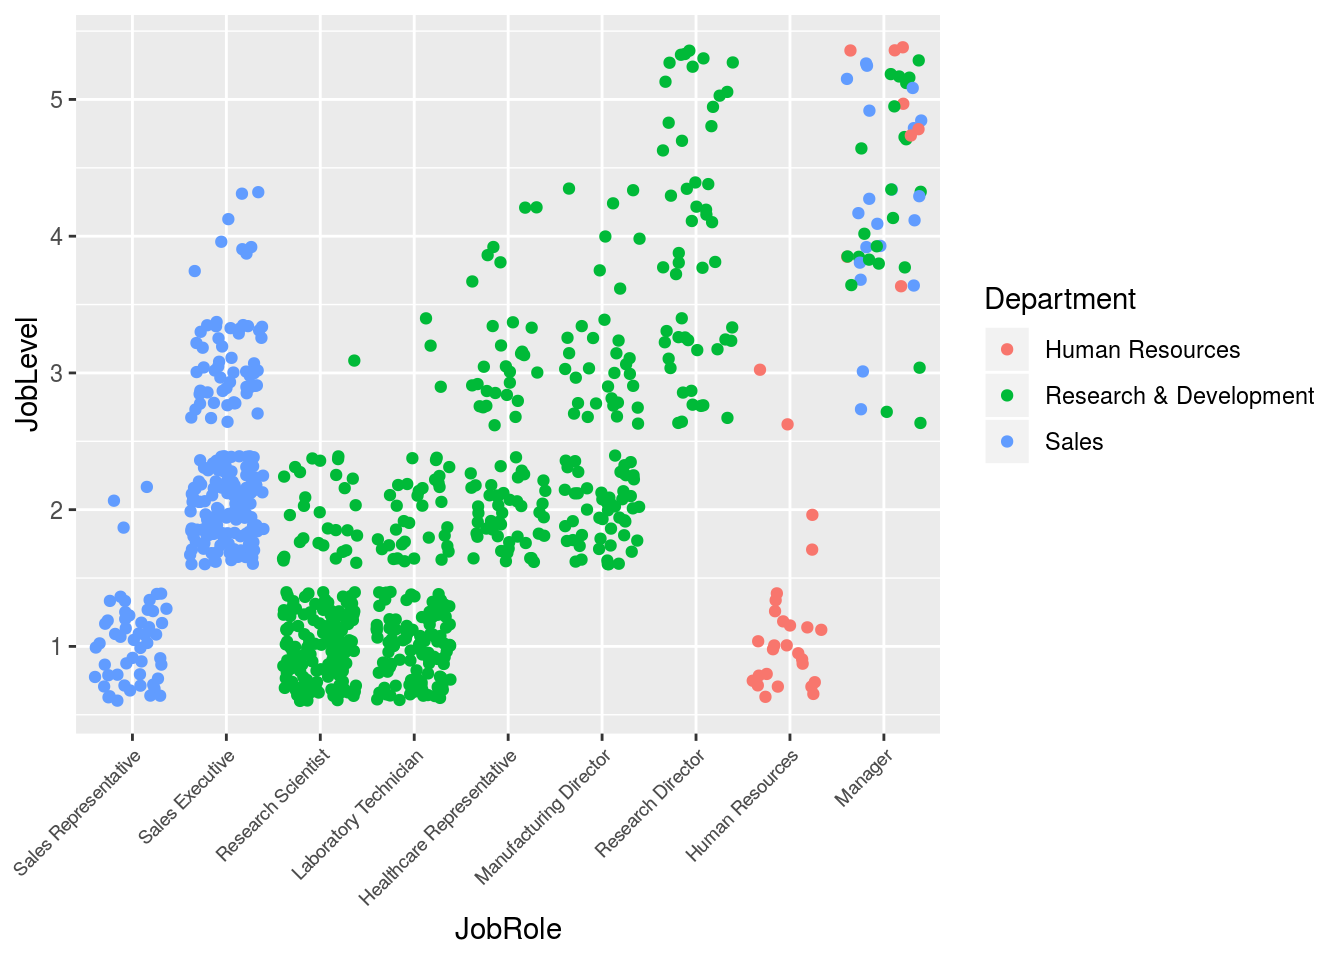 5
4
3
2
1
JobLevel
Sales Representative
Sales Executive
Research Scientist
Laboratory Technician
Healthcare Representative
Manufacturing Director
Research Director
Human Resources
Manager
JobRole
Department
Human Resources
Research & Development
Sales